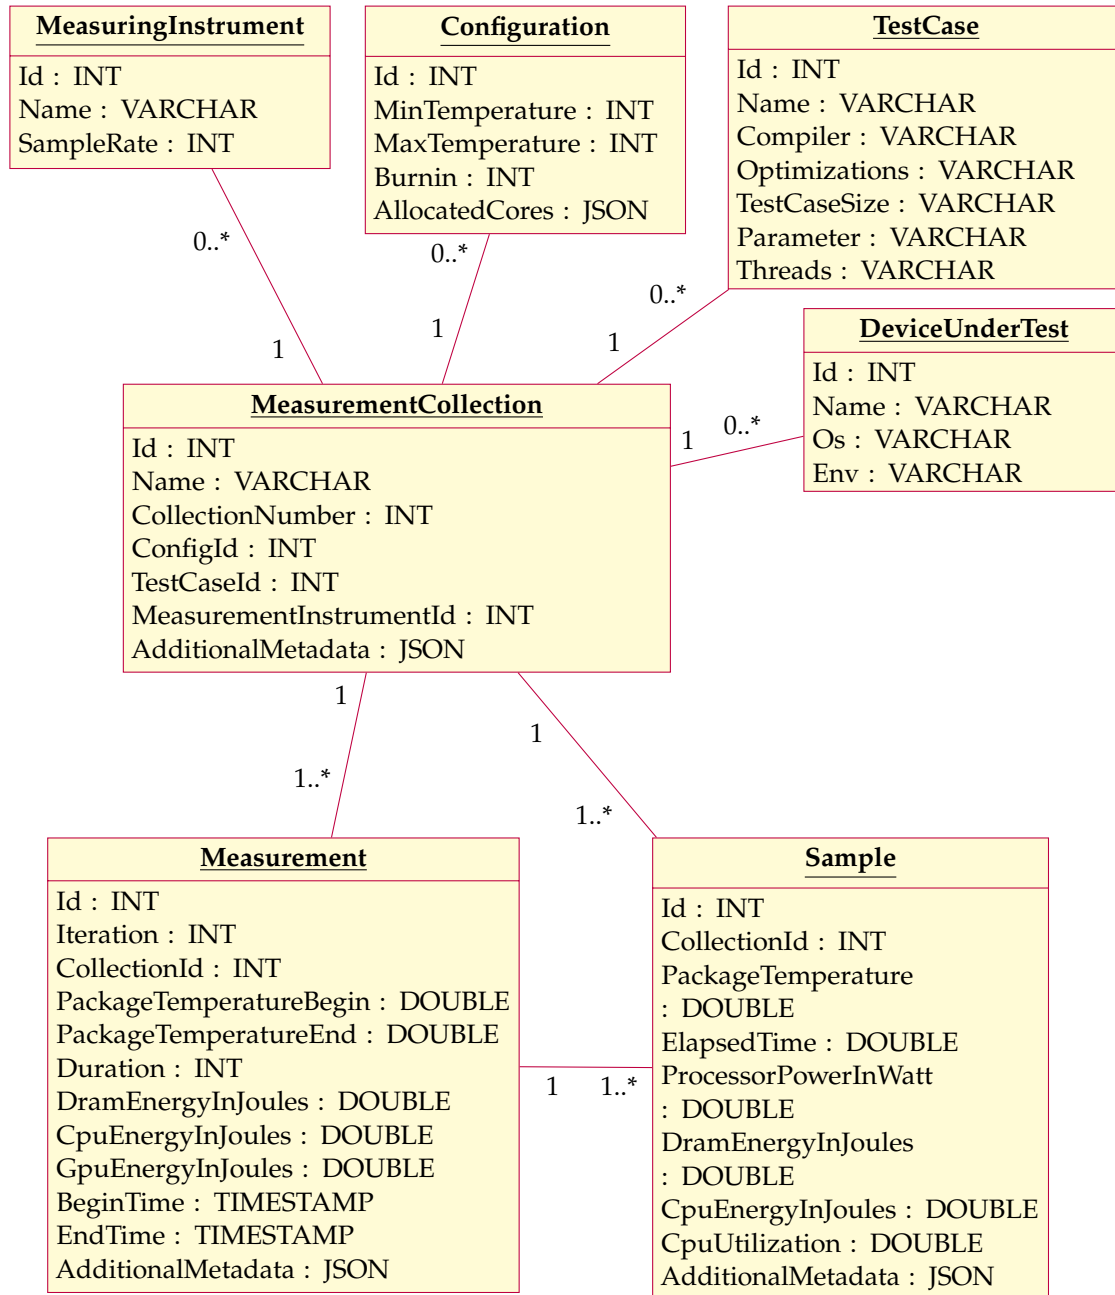 MeasuringInstrument
Id : INT
Name : VARCHAR
SampleRate : INT
Configuration
Id : INT
MinTemperature : INT
MaxTemperature : INT
Burnin : INT
AllocatedCores : JSON
TestCase
Id : INT
Name : VARCHAR
Compiler : VARCHAR
Optimizations : VARCHAR
TestCaseSize : VARCHAR
Parameter : VARCHAR
Threads : VARCHAR
0..*
0..*
0..*
1
1
1
DeviceUnderTest
Id : INT
Name : VARCHAR
Os : VARCHAR
Env : VARCHAR
1
0..*
MeasurementCollection
Id : INT
Name : VARCHAR
CollectionNumber : INT
ConfigId : INT
TestCaseId : INT
MeasurementInstrumentId : INT
AdditionalMetadata : JSON
1
1
1..*
1..*
Measurement
Id : INT
Iteration : INT
CollectionId : INT
PackageTemperatureBegin : DOUBLE
PackageTemperatureEnd : DOUBLE
Duration : INT
DramEnergyInJoules : DOUBLE
CpuEnergyInJoules : DOUBLE
GpuEnergyInJoules : DOUBLE
BeginTime : TIMESTAMP
EndTime : TIMESTAMP
AdditionalMetadata : JSON
1
1..*
Sample
Id : INT
CollectionId : INT
PackageTemperature
: DOUBLE
ElapsedTime : DOUBLE
ProcessorPowerInWatt
: DOUBLE
DramEnergyInJoules
: DOUBLE
CpuEnergyInJoules : DOUBLE
CpuUtilization : DOUBLE
AdditionalMetadata : JSON